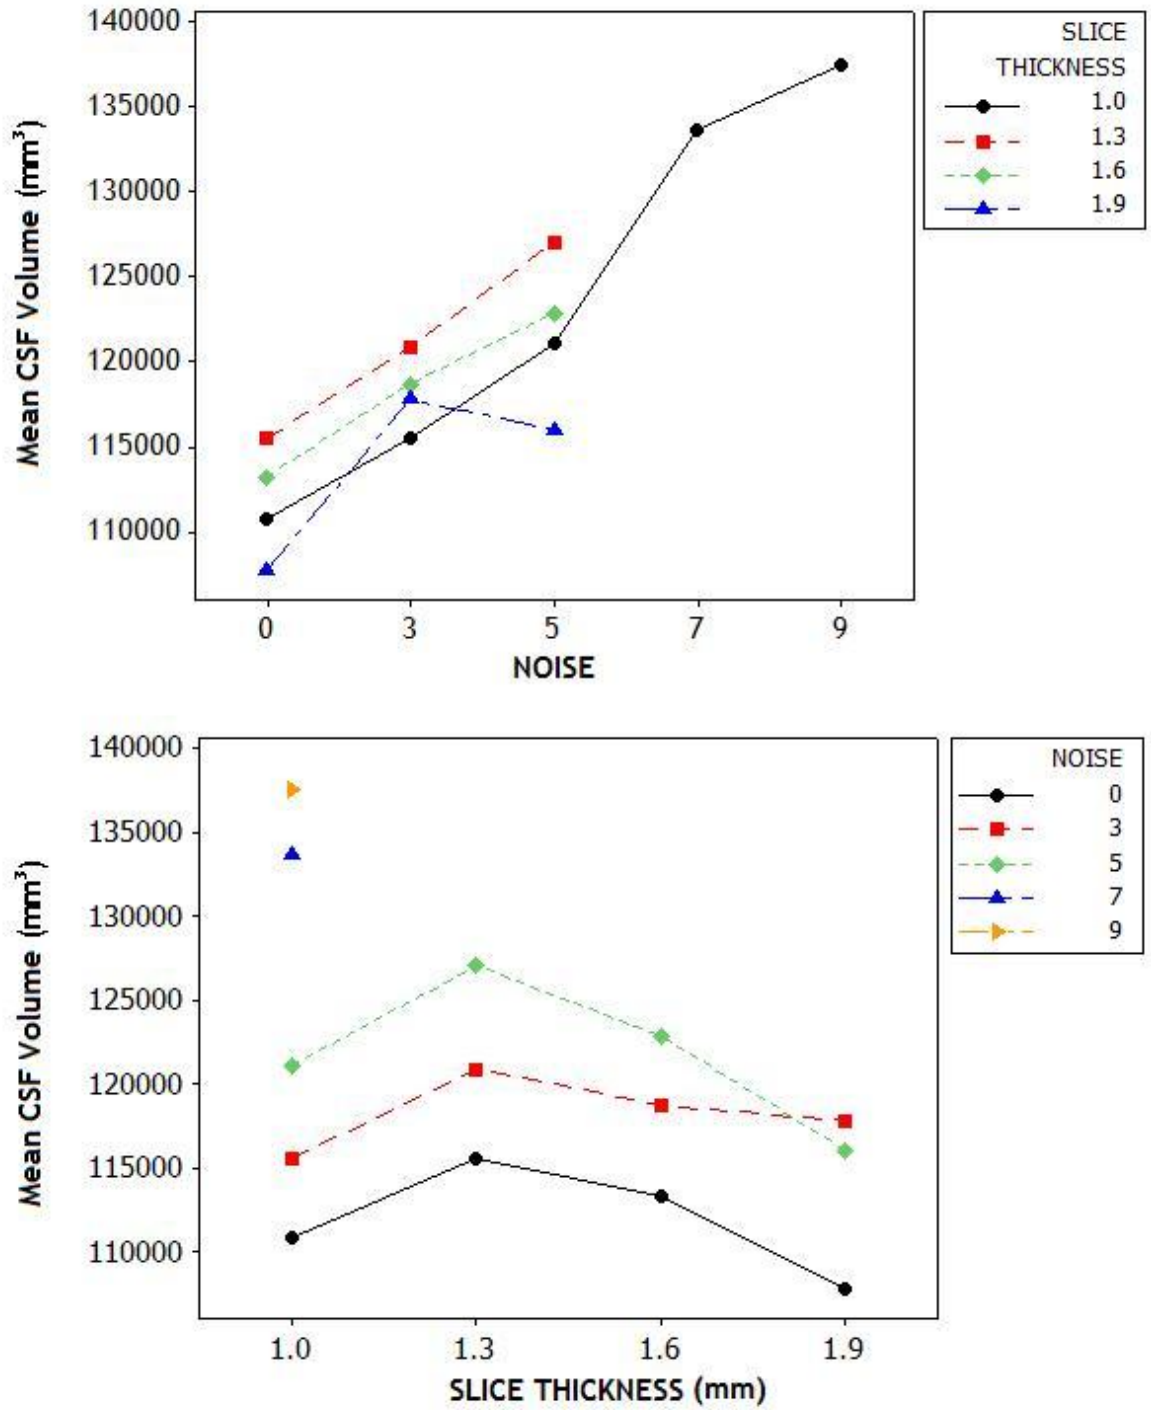 140000
135000
130000
125000
120000
115000
110000
Mean CSF Volume (mm³)
0 3 5 7 9
NOISE
SLICE
THICKNESS
1.0
1.3
1.6
1.9
140000
135000
130000
125000
120000
115000
110000
Mean CSF Volume (mm³)
1.0 1.3 1.6 1.9
SLICE THICKNESS (mm)
NOISE
0
3
5
7
9